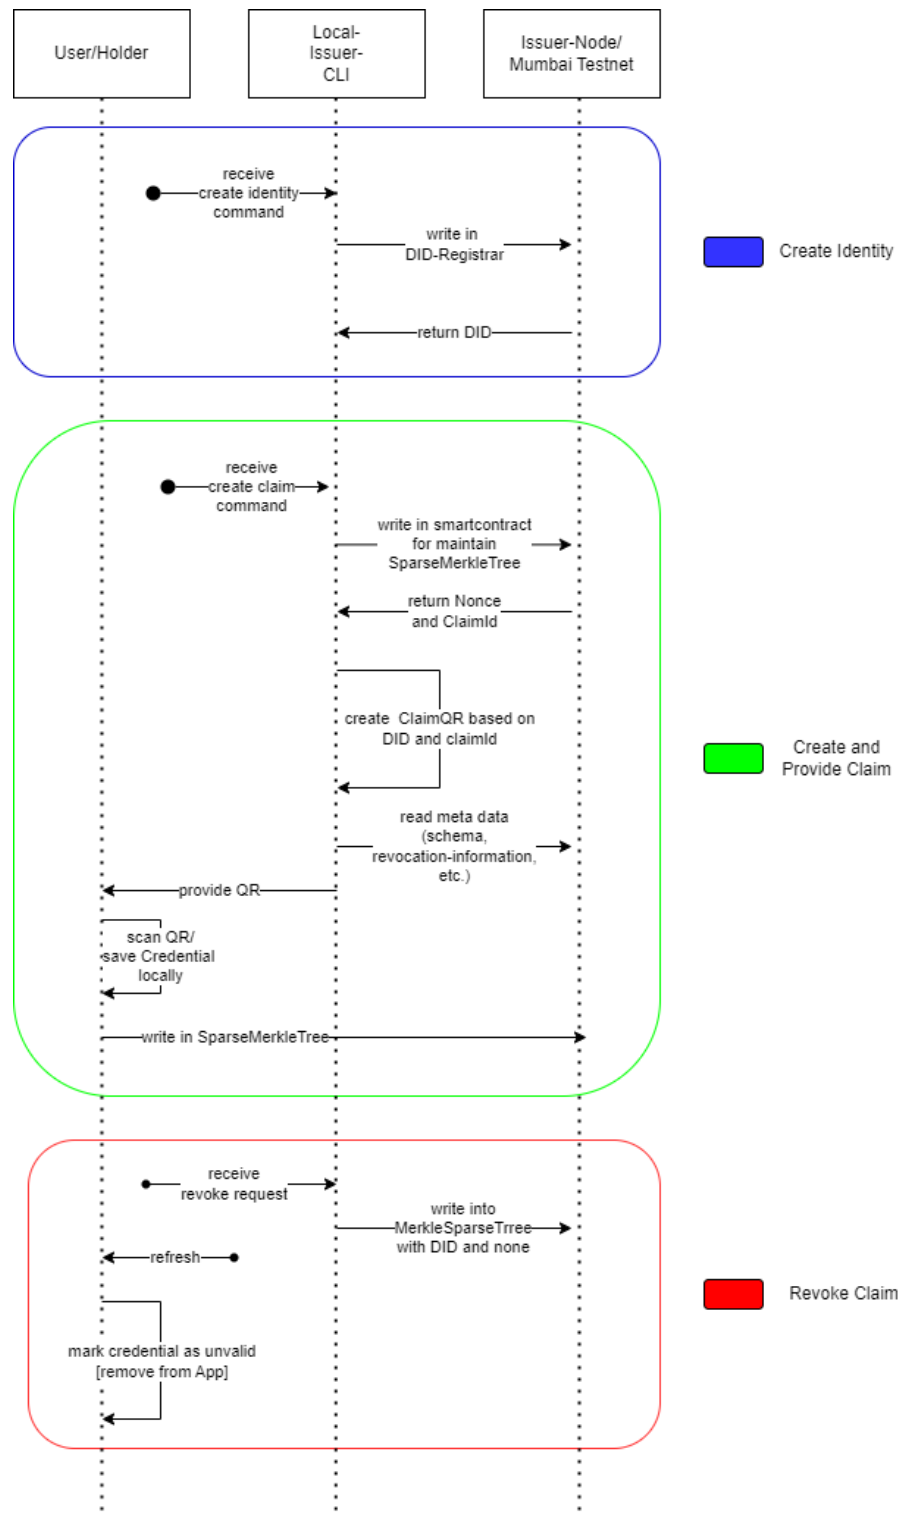 User/Holder
Local-
Issuer-
CLI
Issuer-Node/
Mumbai Testnet
receive
create identity
command
write in
DID-Registrar
return DID
Create Identity
receive
create claim
command
write in smartcontract
for maintain
SparseMerkleTree
return Nonce
and ClaimId
create ClaimQR based on
DID and claimId
Create and
Provide Claim
read meta data
(schema,
revocation-information,
etc.)
provide QR
scan QR/
save Credential
locally
write in SparseMerkleTree
receive
revoke request
write into
MerkleSparseTrree
with DID and none
refresh
Revoke Claim
mark credential as unvalid
[remove from App]